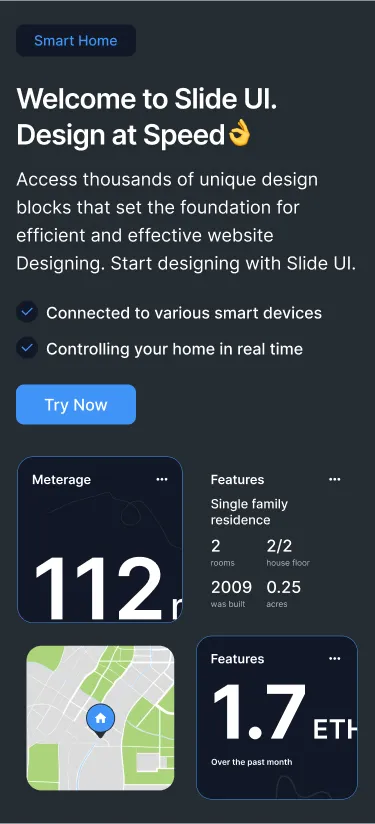 Smart Home
Welcome to Slide UI.
Design at Speed👌
Access thousands of unique design
blocks that set the foundation for
efficient and effective website
Designing. Start designing with Slide UI.
Connected to various smart devices
Controlling your home in real time
Try Now
Meterage
112
Features
Single family
residence
2 2/2
rooms house floor
2009 0.25
was built acres
Features
1.7 ETH
Over the past month